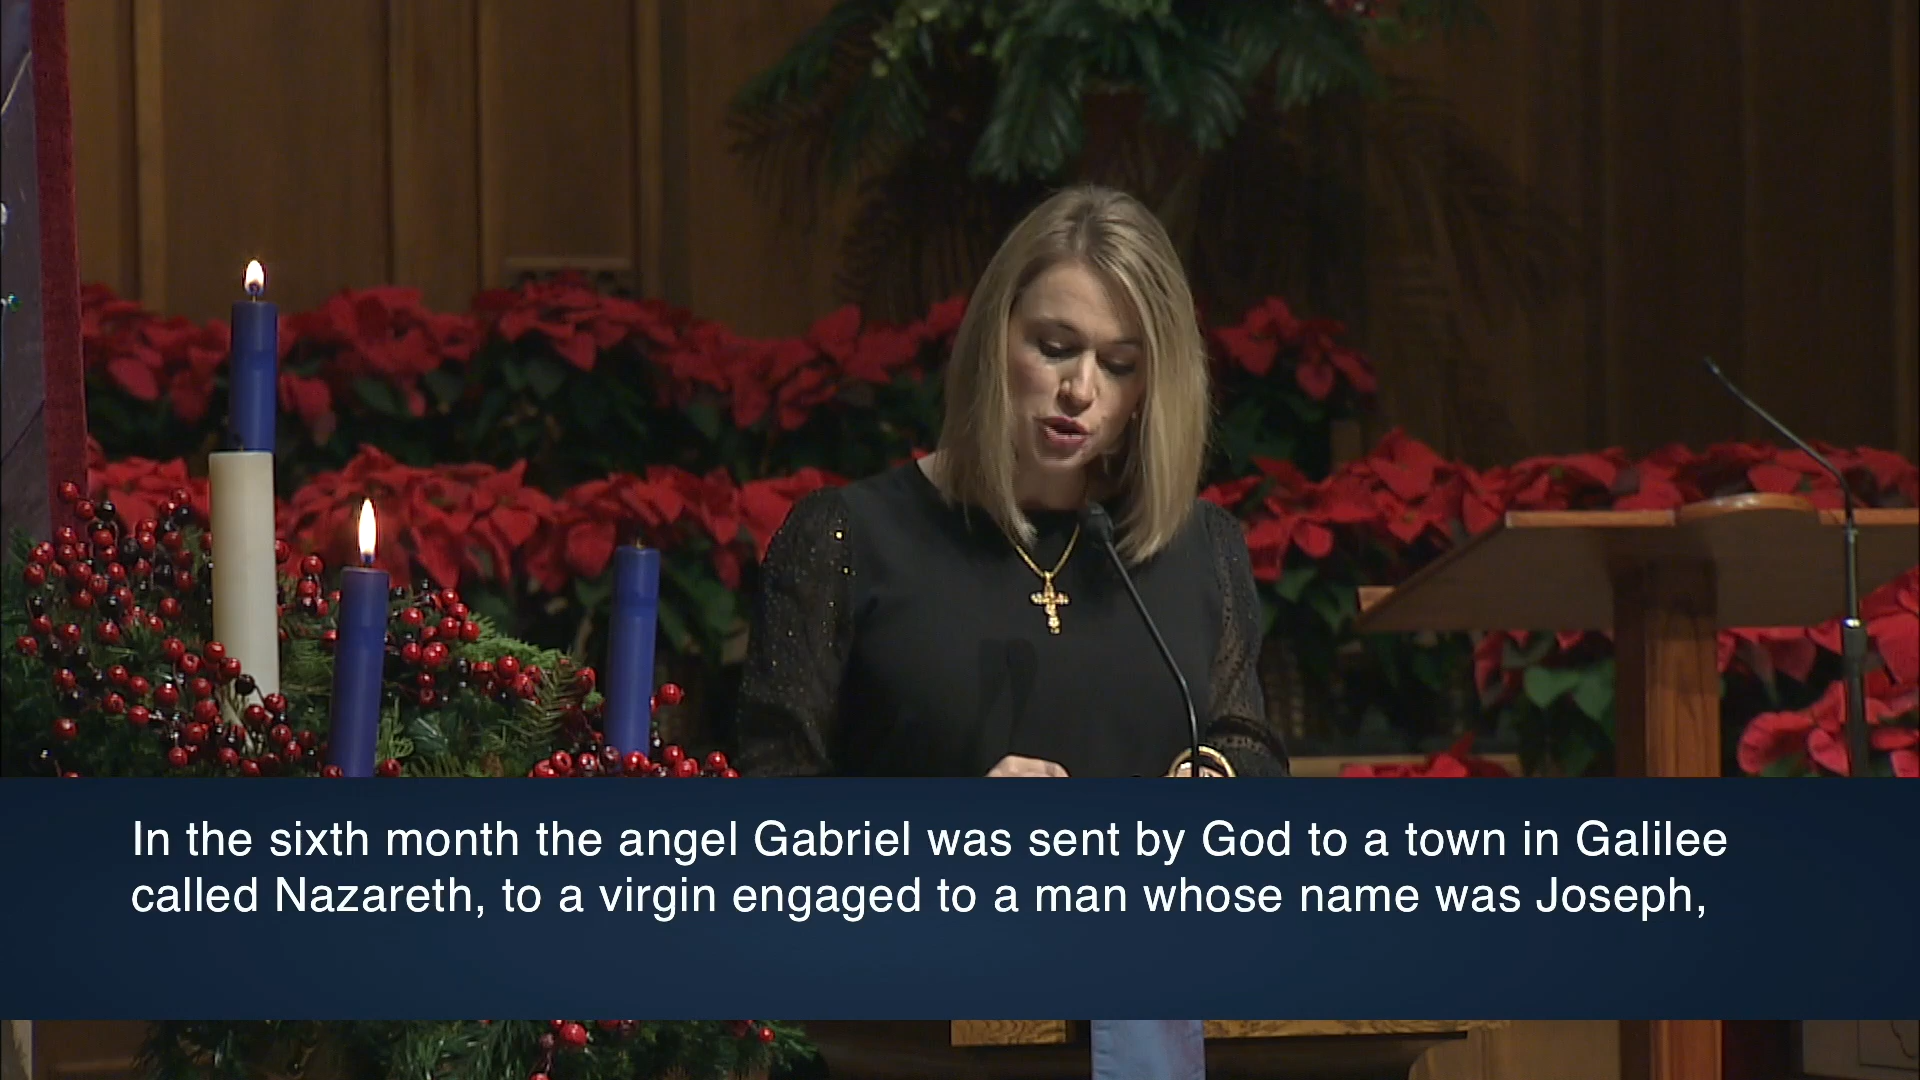 In the sixth month the angel Gabriel was sent by God to a town in Galilee
called Nazareth, to a virgin engaged to a man whose name was Joseph,